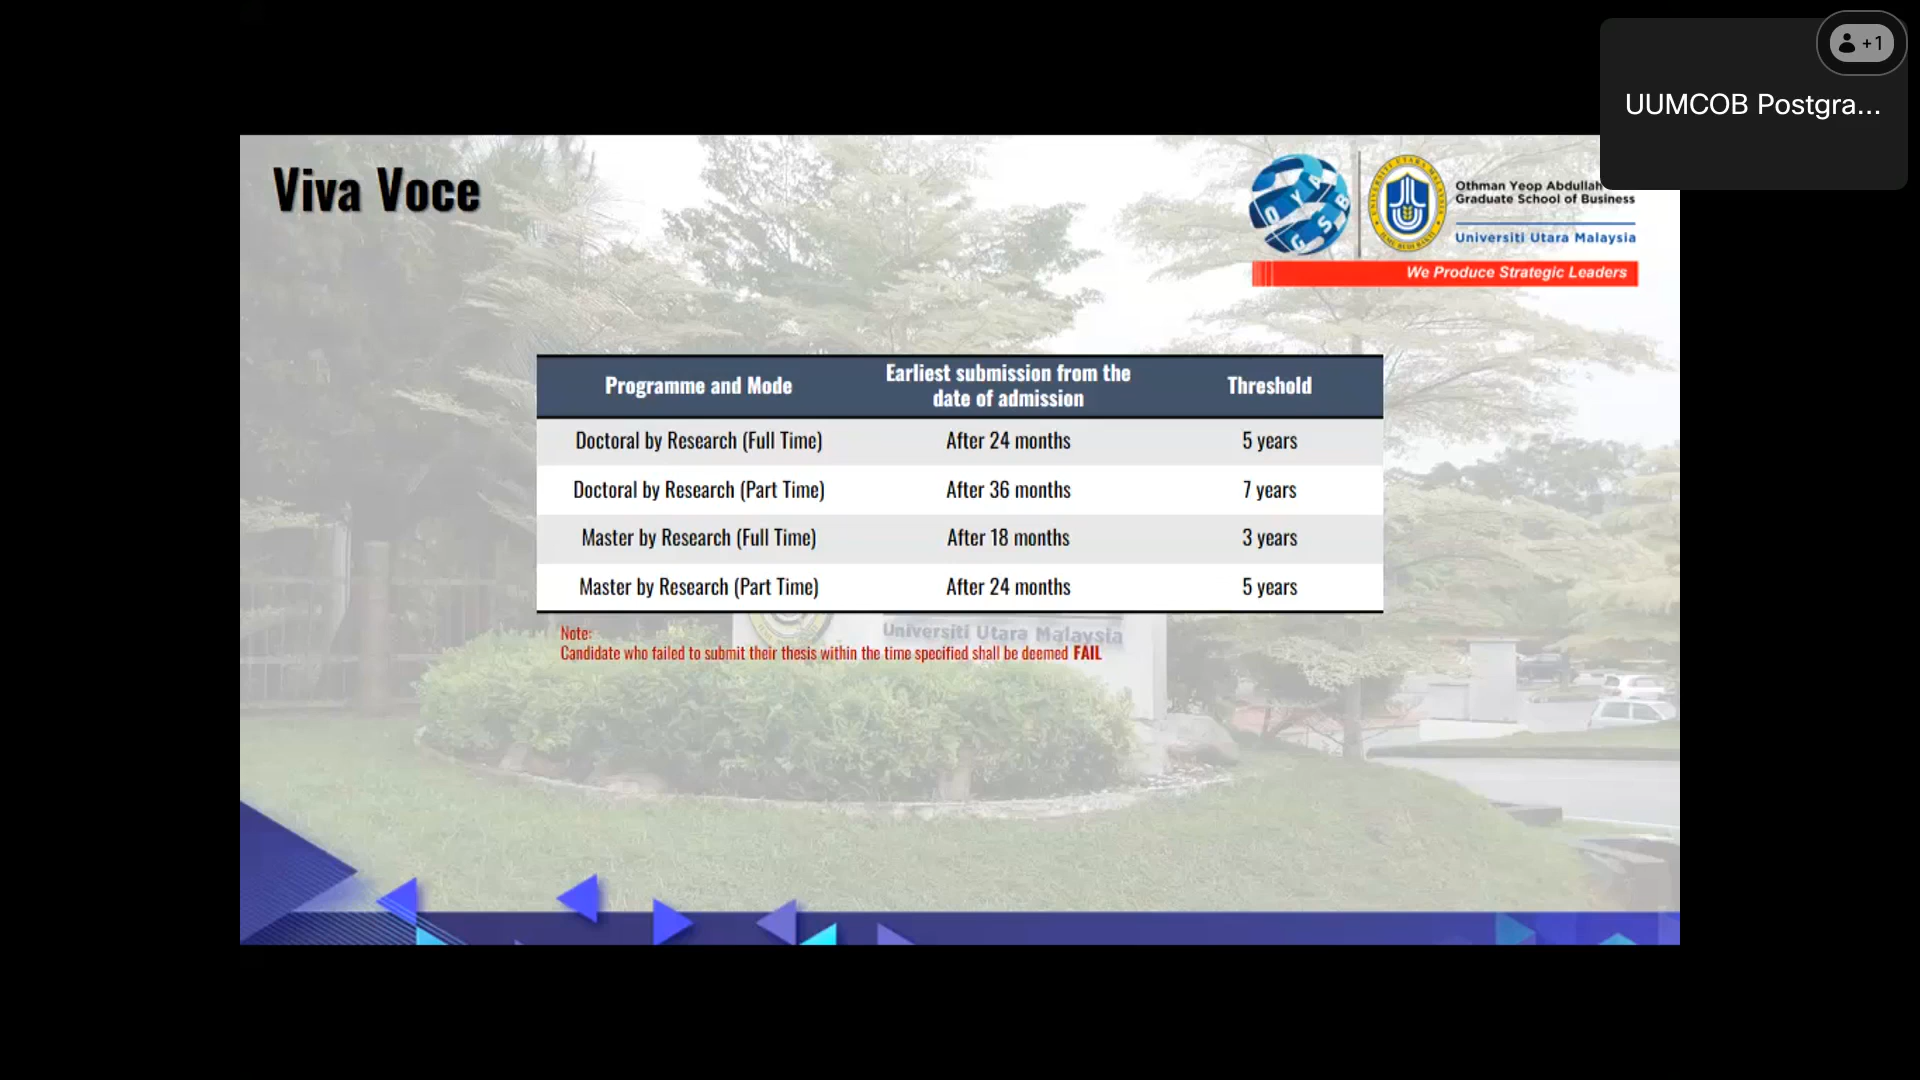 +1
UUMCOB Postgra...
Viva Voce
Othman Yeop Abdullah
Graduate School of Business
Universiti Utara Malaysia
We Produce Strategic Leaders
Programme and Mode
Earliest submission from the
date of admission
Threshold
Doctoral by Research (Full Time) After 24 months 5 years
Doctoral by Research (Part Time) After 36 months 7 years
Master by Research (Full Time) After 18 months 3 years
Master by Research (Part Time) After 24 months 5 years
Universiti Utara Malaysia
Note:
Candidate who failed to submit their thesis within the time specified shall be deemed FAIL